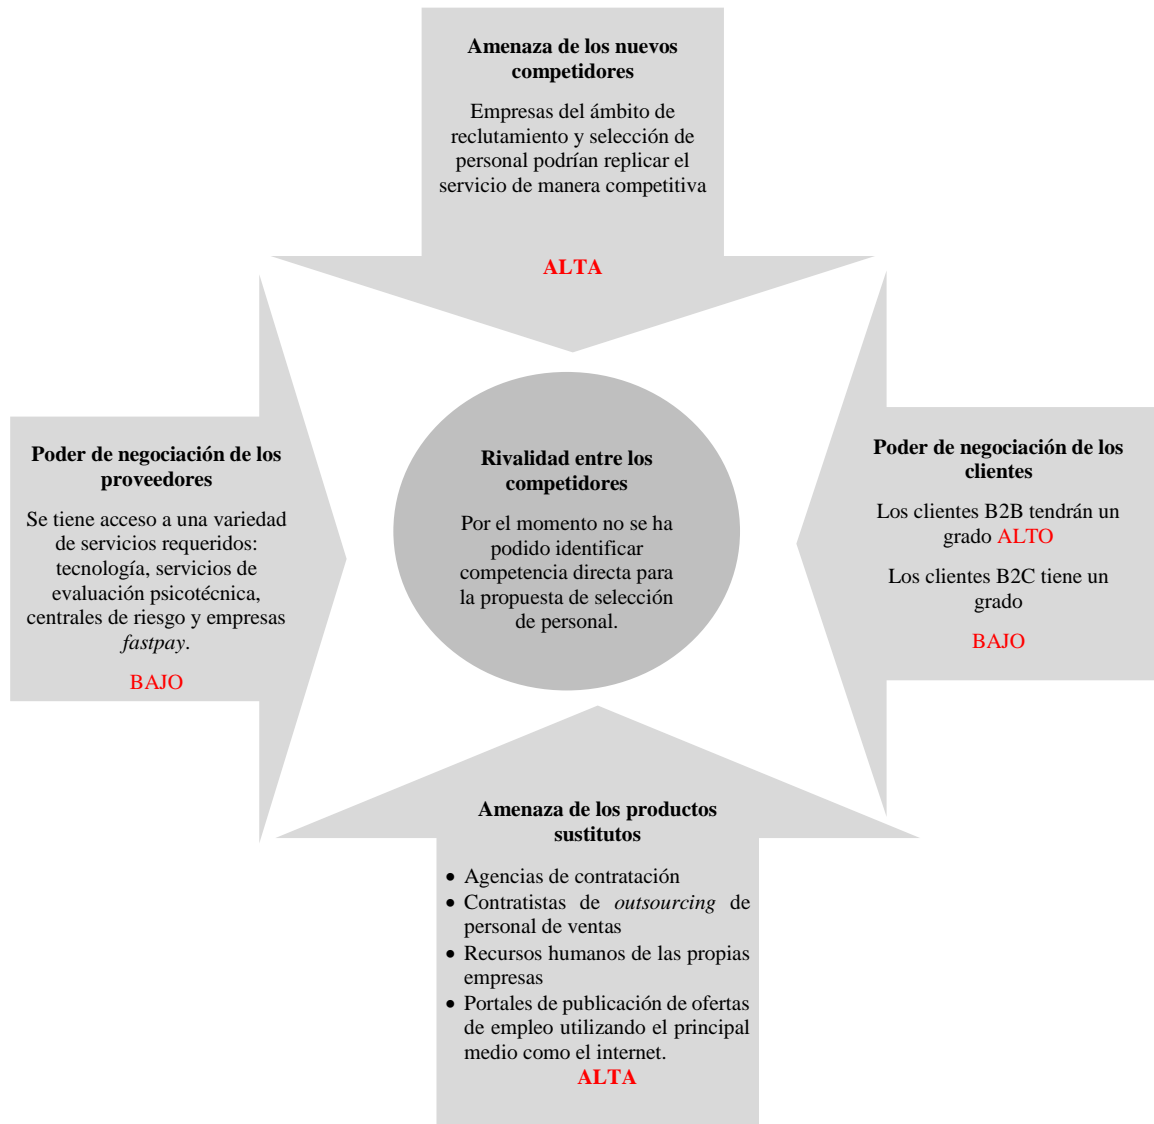 Amenaza de los nuevos
competidores
Empresas del ámbito de
reclutamiento y selección de
personal podrían replicar el
servicio de manera competitiva
ALTA
Poder de negociación de los
proveedores
Se tiene acceso a una variedad
de servicios requeridos:
tecnología, servicios de
evaluación psicotécnica,
centrales de riesgo y empresas
fastpay.
BAJO
Rivalidad entre los
competidores
Por el momento no se ha
podido identificar
competencia directa para
la propuesta de selección
de personal.
Poder de negociación de los
clientes
Los clientes B2B tendrán un
grado ALTO
Los clientes B2C tiene un
grado
BAJO
Amenaza de los productos
sustitutos
• Agencias de contratación
• Contratistas de outsourcing de
personal de ventas
• Recursos humanos de las propias
empresas
• Portales de publicación de ofertas
de empleo utilizando el principal
medio como el internet.
ALTA